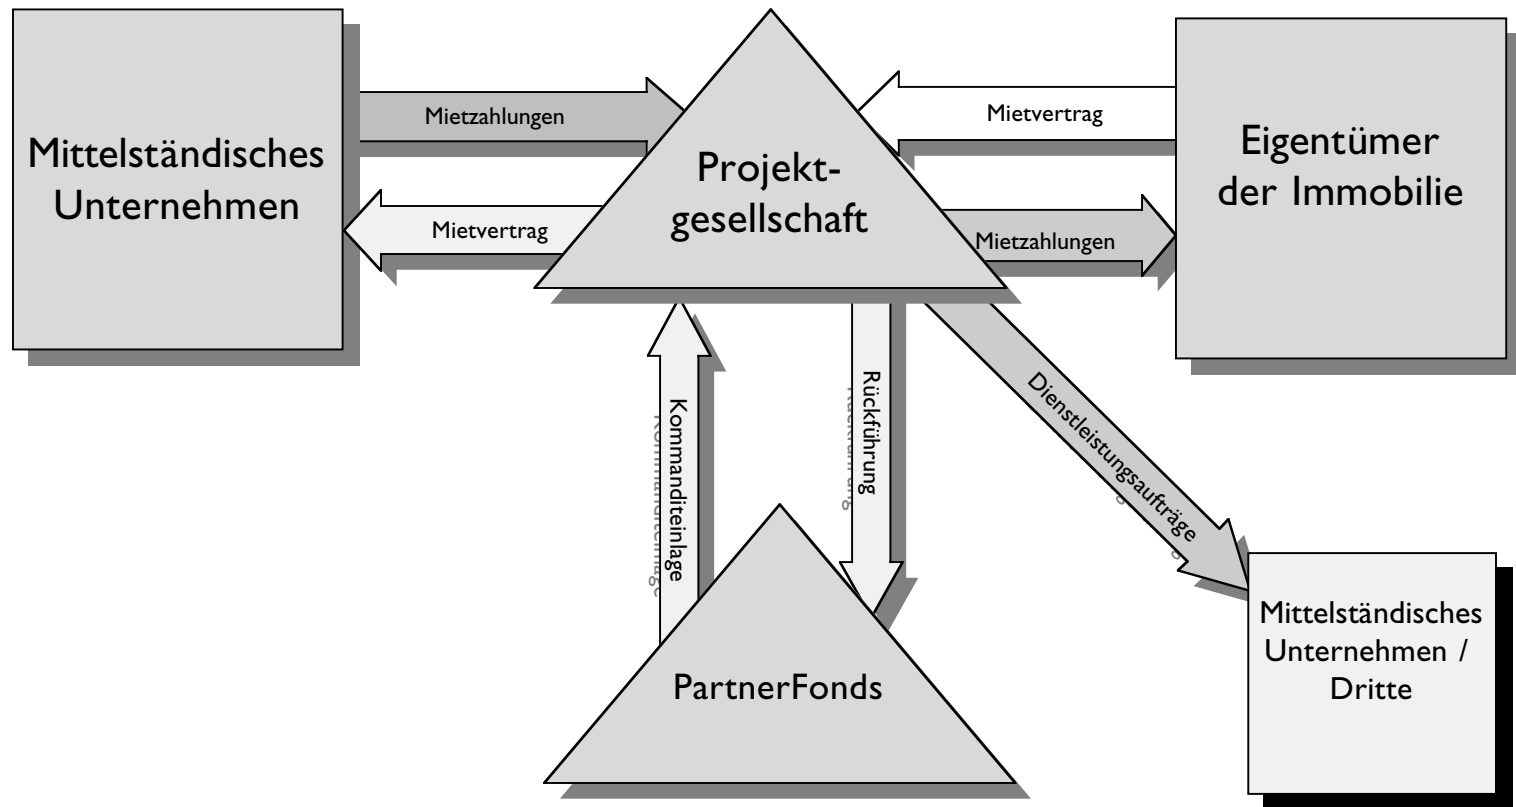 Mittelständisches
Unternehmen
Mietzahlungen
Mietvertrag
Projekt-
gesellschaft
Mietvertrag
Mietzahlungen
Eigentümer
der Immobilie
Kommanditeinlage
Rückführung
Dienstleistungsaufträge
PartnerFonds
Mittelständisches
Unternehmen /
Dritte